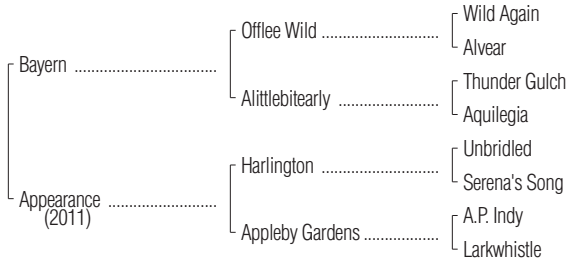 Wild Again
Offlee Wild ........................
Alvear
Bayern .............................
Thunder Gulch
Alittlebitearly ....................
Aquilegia
Unbridled
Harlington ........................
Serena's Song
Appearance ......................
(2011)
A.P. Indy
Appleby Gardens ...............
Larkwhistle